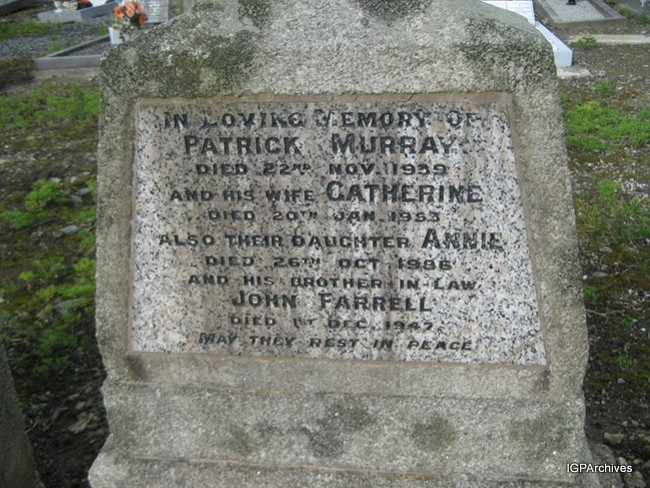 IN LOVING MEMORY OF
PATRICK MURRAY
DIED 22ND NOV. 1959
AND HIS WIFE CATHERINE
DIED 20TH JAN. 1953
ALSO THEIR DAUGHTER ANNIE
DIED 26TH OCT 1986
AND HIS BROTHER IN LAW
JOHN FARRELL
DIED 1ST DEC. 1947
MAY THEY REST IN PEACE
IGPArchives